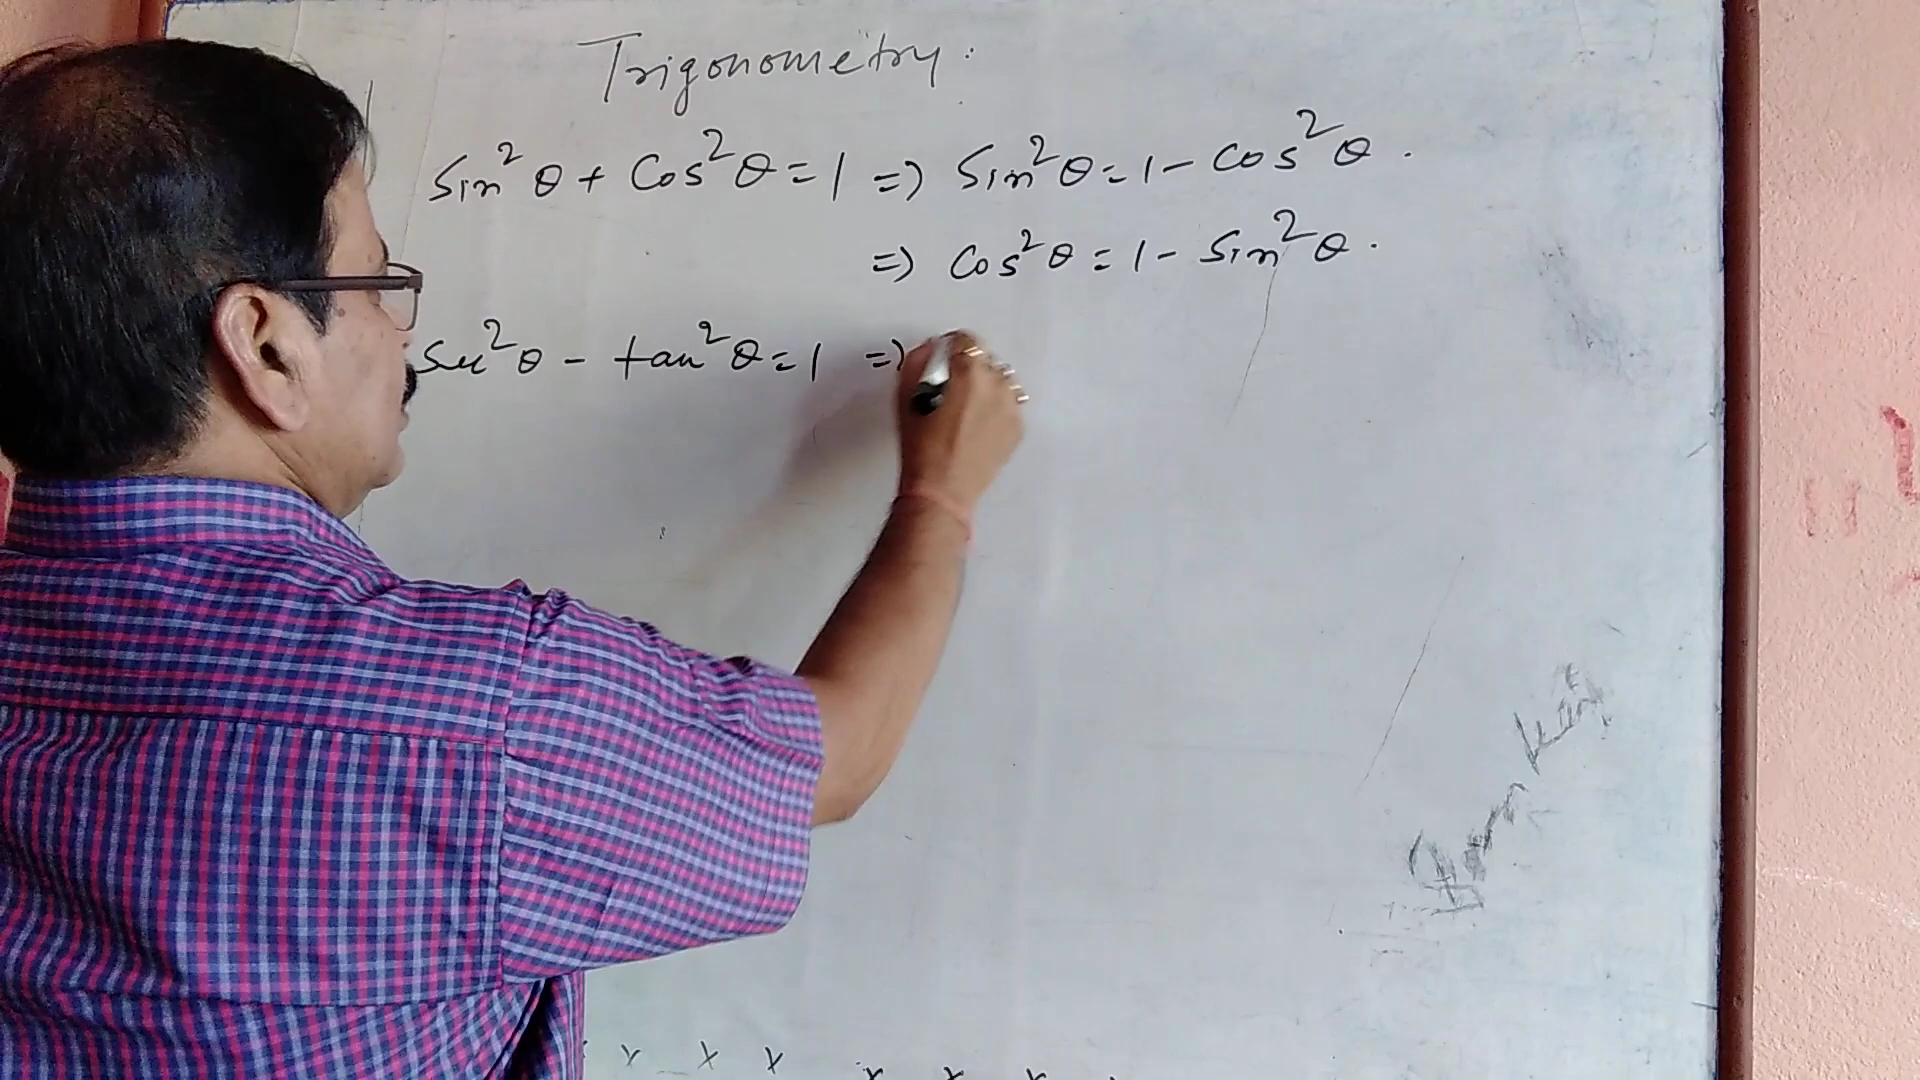 Trigonometry:
Sin²θ + Cos²θ = 1 => Sin²θ = 1 - Cos²θ.
=> Cos²θ = 1 - Sin²θ.
Sec²θ - tan²θ = 1 =>
x x x x x x